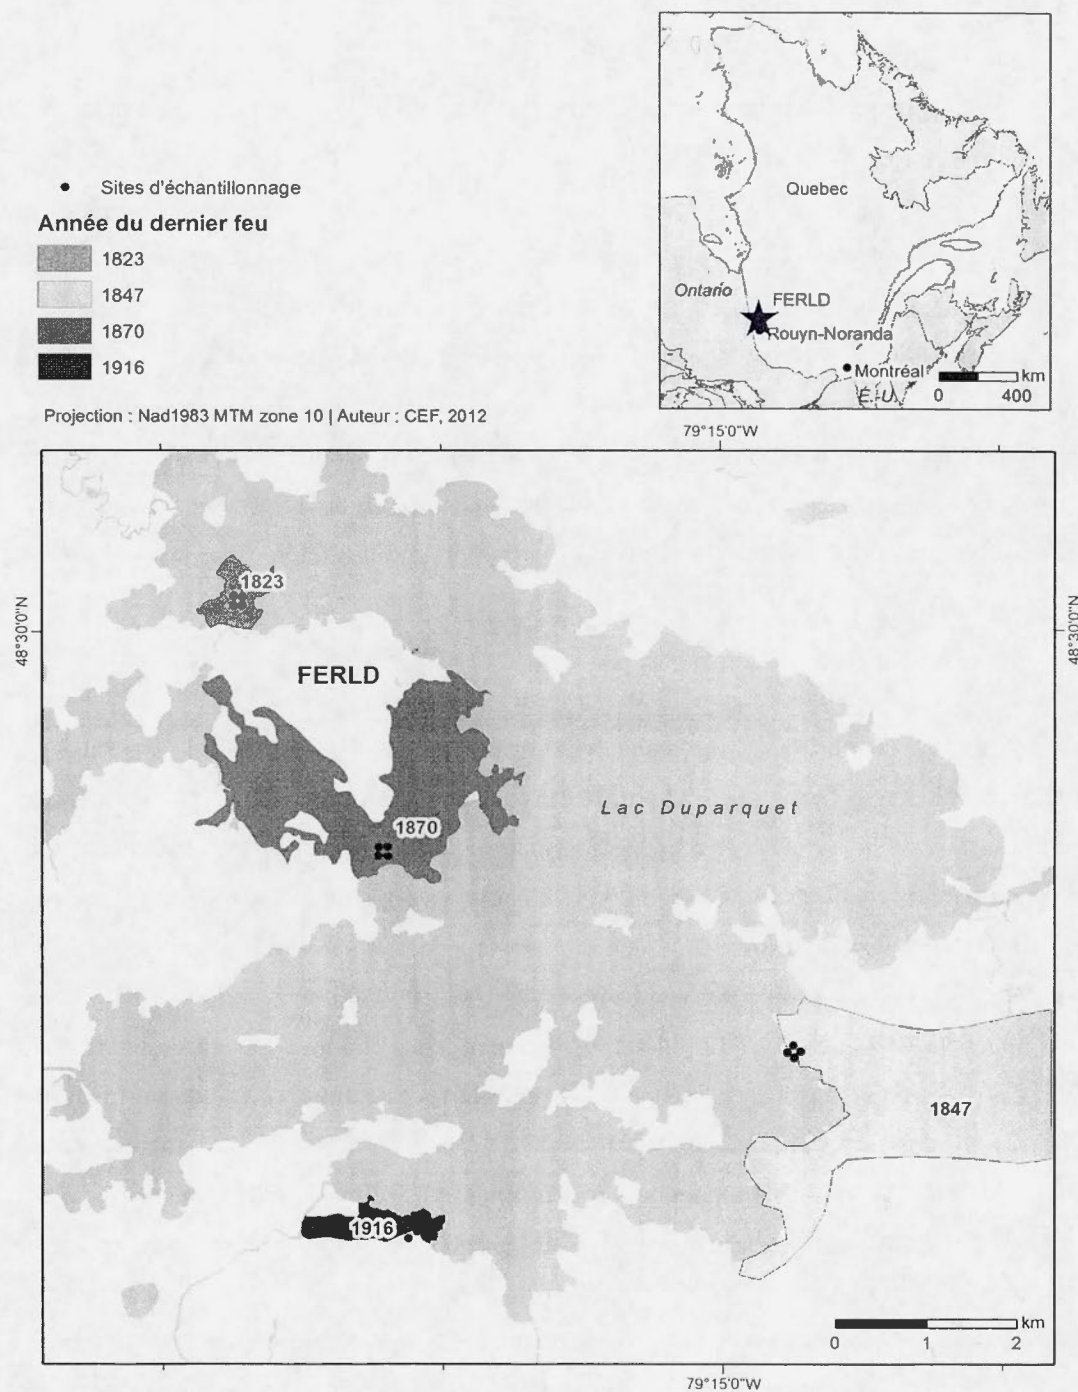 Sites d'échantillonnage
Année du dernier feu
1823
1847
1870
1916
Projection : Nad1983 MTM zone 10 | Auteur : CEF, 2012
Quebec
Ontario
FERLD
Rouyn-Noranda
Montréal
É.-U.
km
0 400
79°15'0"W
48°30'0"N
48°30'0"N
1823
FERLD
Lac Duparquet
1870
1847
1916
km
0 1 2
79°15'0"W